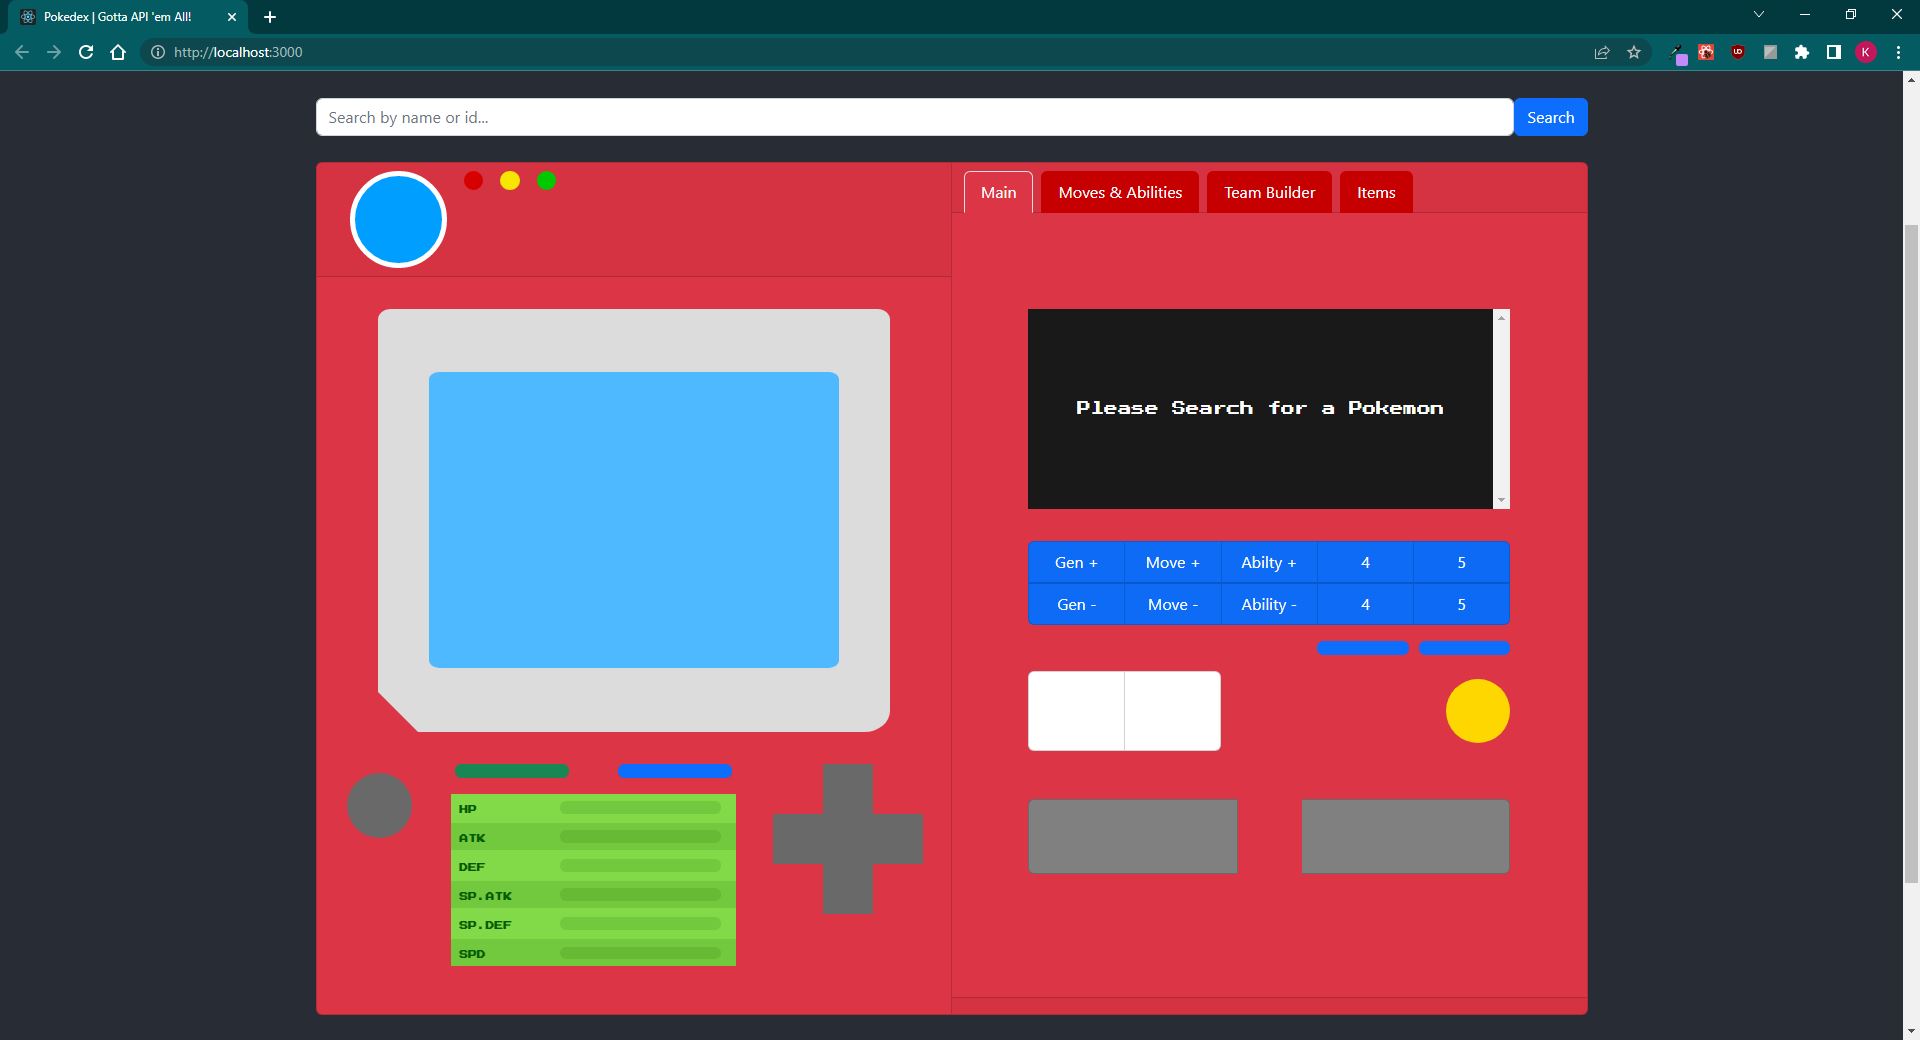 Pokedex | Gotta API 'em All!
http://localhost:3000
K
Search by name or id...
Search
Main
Moves & Abilities
Team Builder
Items
Please Search for a Pokemon
Gen +
Move +
Abilty +
4
5
Gen -
Move -
Ability -
4
5
HP
ATK
DEF
SP.ATK
SP.DEF
SPD